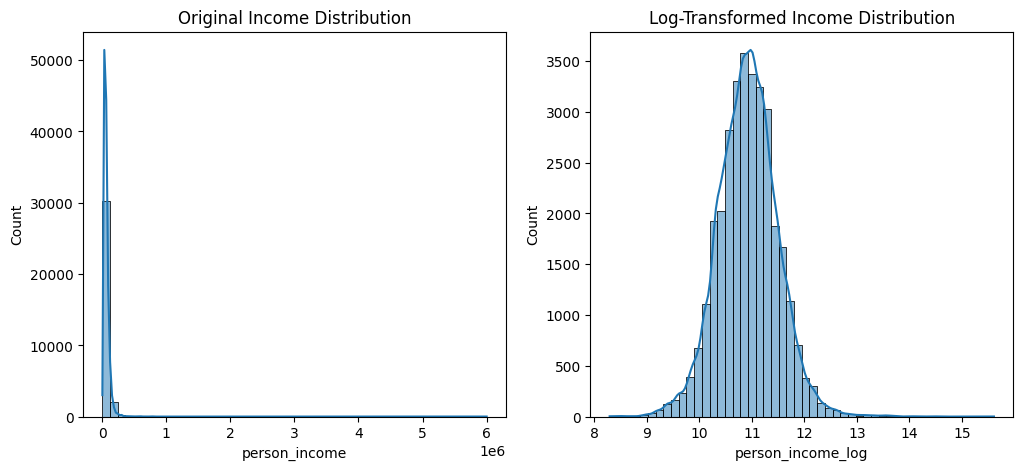 Original Income Distribution
Count
50000
40000
30000
20000
10000
0
0 1 2 3 4 5 6
1e6
person_income
Log-Transformed Income Distribution
Count
3500
3000
2500
2000
1500
1000
500
0
8 9 10 11 12 13 14 15
person_income_log